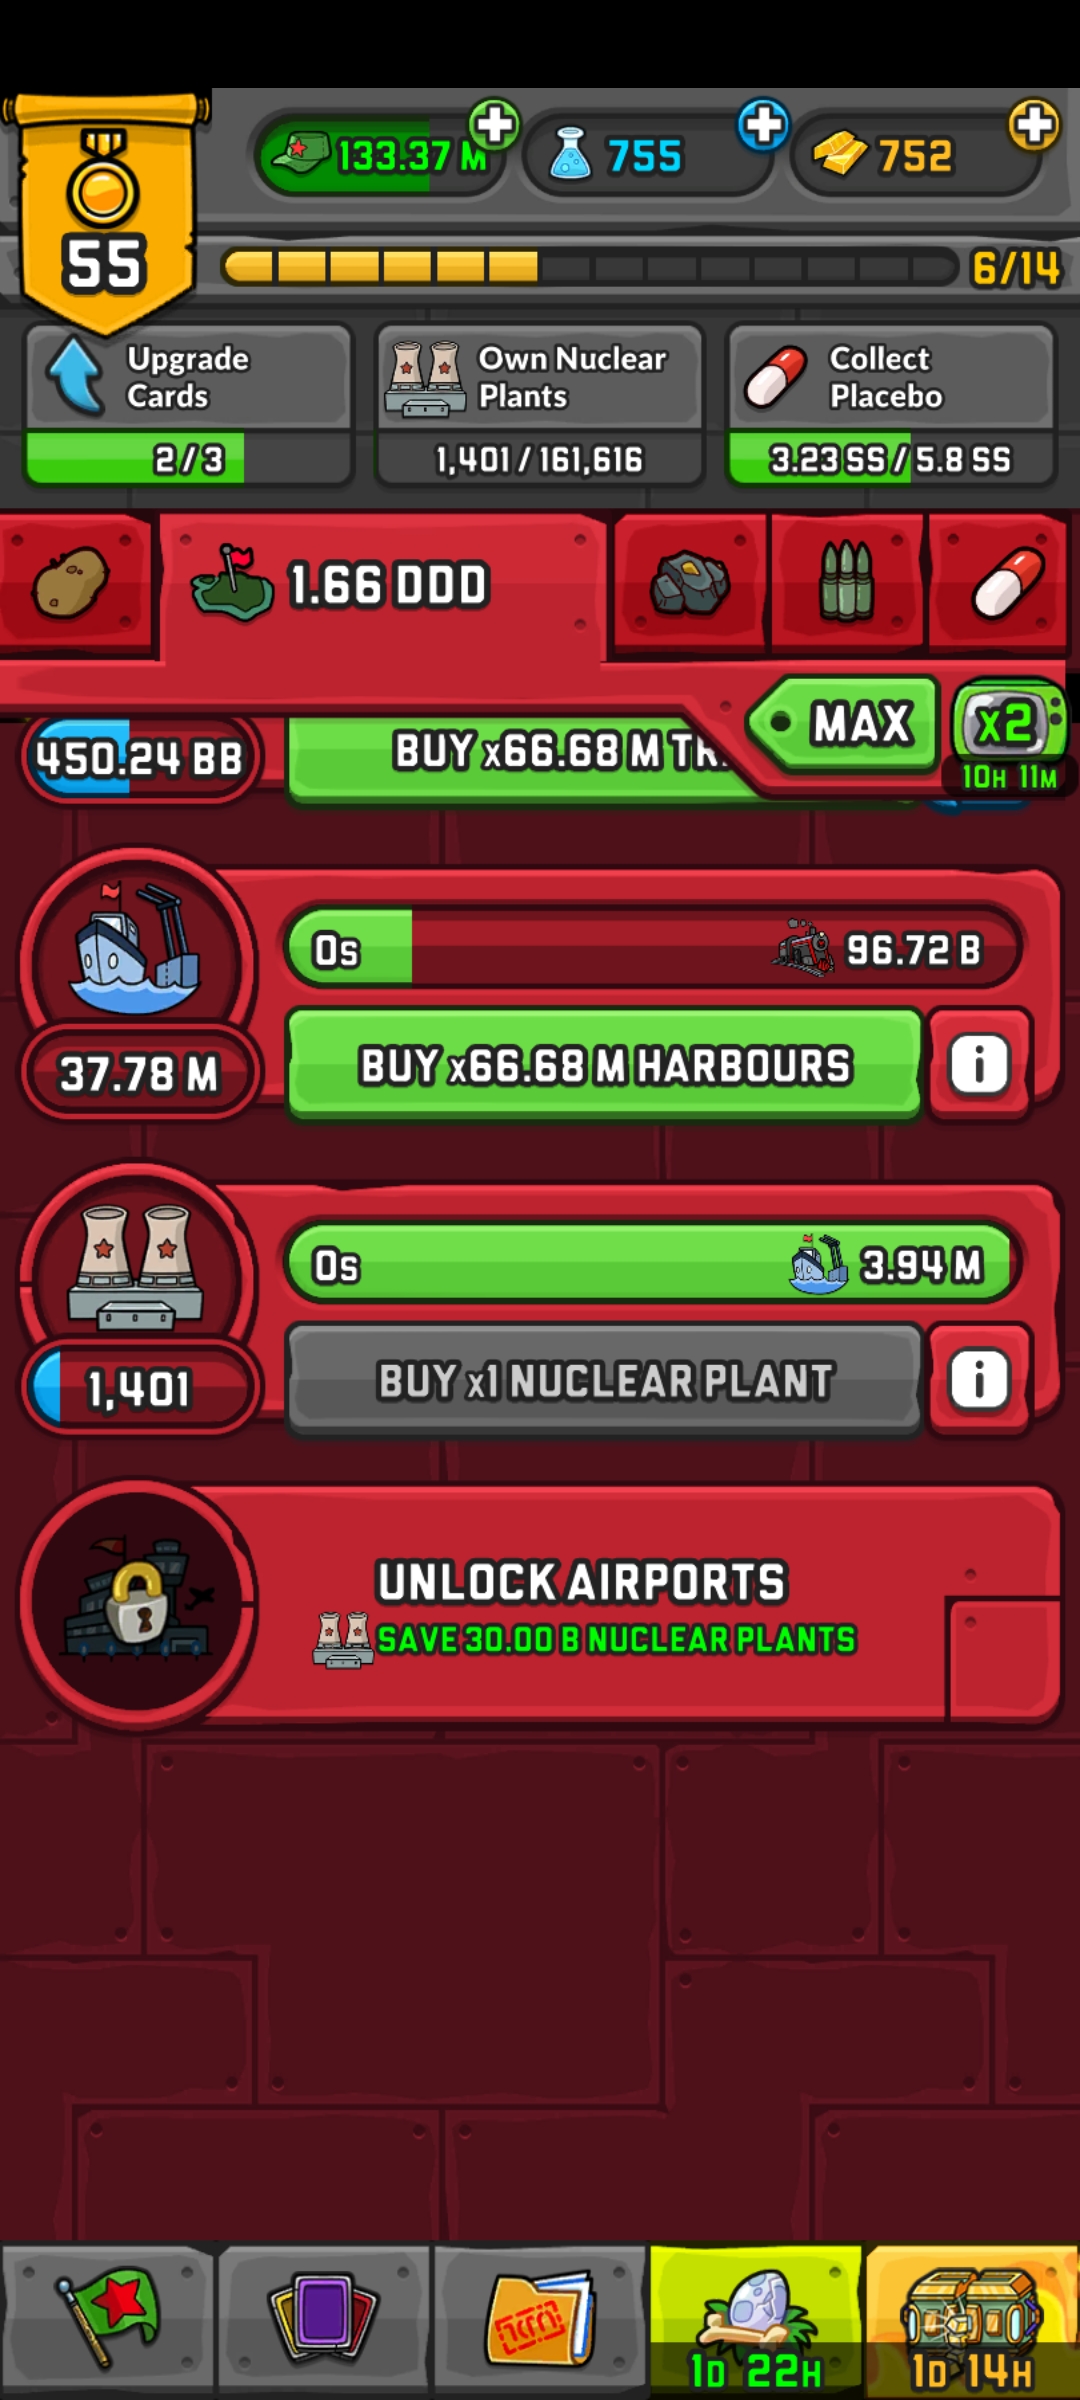 55
133.37 M
755
752
6/14
Upgrade
Cards
2/3
Own Nuclear
Plants
1,401/161,616
Collect
Placebo
3.23 SS/5.8 SS
1.66 DDD
MAX
x2
10H 11M
450.24 BB
BUY x66.68 M TR
0s
96.72 B
37.78 M
BUY x66.68 M HARBOURS
i
0s
3.94 M
1,401
BUY x1 NUCLEAR PLANT
i
UNLOCK AIRPORTS
SAVE 30.00 B NUCLEAR PLANTS
1D 22H
1D 14H